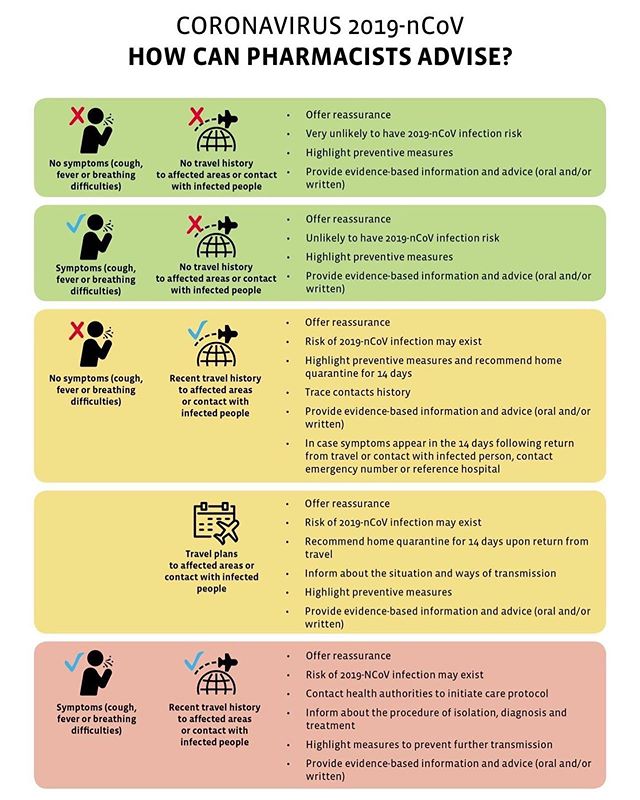 CORONAVIRUS 2019-nCoV
HOW CAN PHARMACISTS ADVISE?
No symptoms (cough,
fever or breathing
difficulties)
No travel history
to affected areas or contact
with infected people
• Offer reassurance
• Very unlikely to have 2019-nCoV infection risk
• Highlight preventive measures
• Provide evidence-based information and advice (oral and/or
written)
Symptoms (cough,
fever or breathing
difficulties)
No travel history
to affected areas or contact
with infected people
• Offer reassurance
• Unlikely to have 2019-nCoV infection risk
• Highlight preventive measures
• Provide evidence-based information and advice (oral and/or
written)
No symptoms (cough,
fever or breathing
difficulties)
Recent travel history
to affected areas
or contact with
infected people
• Offer reassurance
• Risk of 2019-nCoV infection may exist
• Highlight preventive measures and recommend home
quarantine for 14 days
• Trace contacts history
• Provide evidence-based information and advice (oral and/or
written)
• In case symptoms appear in the 14 days following return
from travel or contact with infected person, contact
emergency number or reference hospital
Travel plans
to affected areas or
contact with infected
people
• Offer reassurance
• Risk of 2019-nCoV infection may exist
• Recommend home quarantine for 14 days upon return from
travel
• Inform about the situation and ways of transmission
• Highlight preventive measures
• Provide evidence-based information and advice (oral and/or
written)
Symptoms (cough,
fever or breathing
difficulties)
Recent travel history
to affected areas
or contact with
infected people
• Offer reassurance
• Risk of 2019-NCoV infection may exist
• Contact health authorities to initiate care protocol
• Inform about the procedure of isolation, diagnosis and
treatment
• Highlight measures to prevent further transmission
• Provide evidence-based information and advice (oral and/or
written)